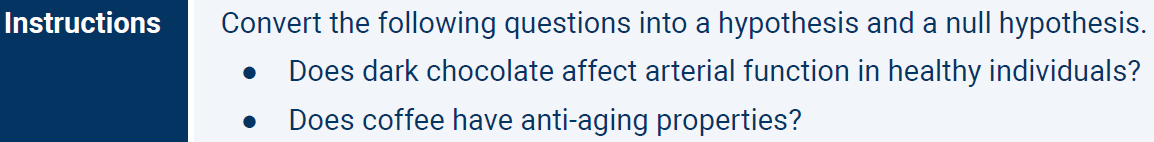 Instructions
Convert the following questions into a hypothesis and a null hypothesis.
● Does dark chocolate affect arterial function in healthy individuals?
● Does coffee have anti-aging properties?